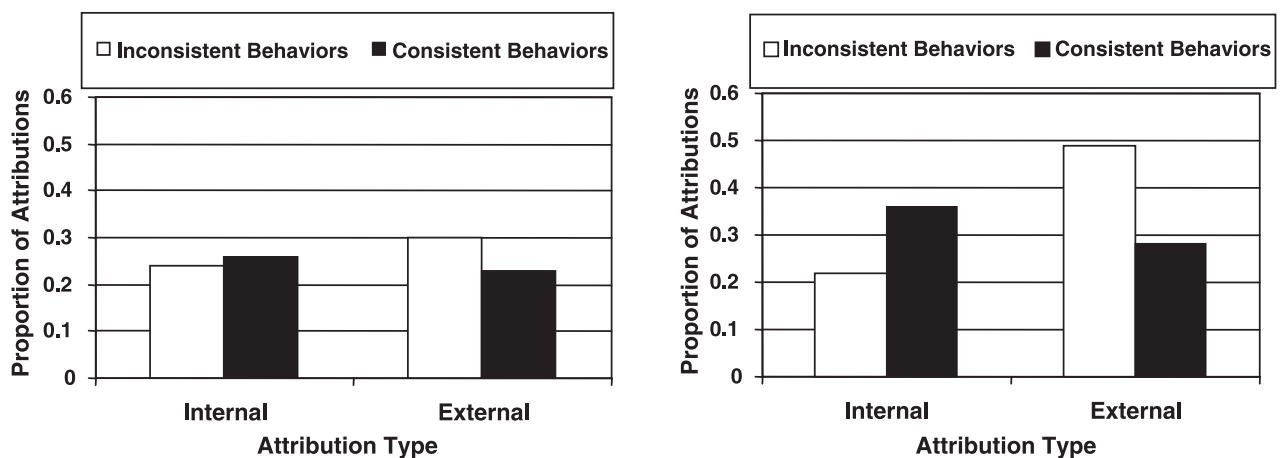 Inconsistent Behaviors Consistent Behaviors
Proportion of Attributions
0.6
0.5
0.4
0.3
0.2
0.1
0
Internal External
Attribution Type
Inconsistent Behaviors Consistent Behaviors
Proportion of Attributions
0.6
0.5
0.4
0.3
0.2
0.1
0
Internal External
Attribution Type